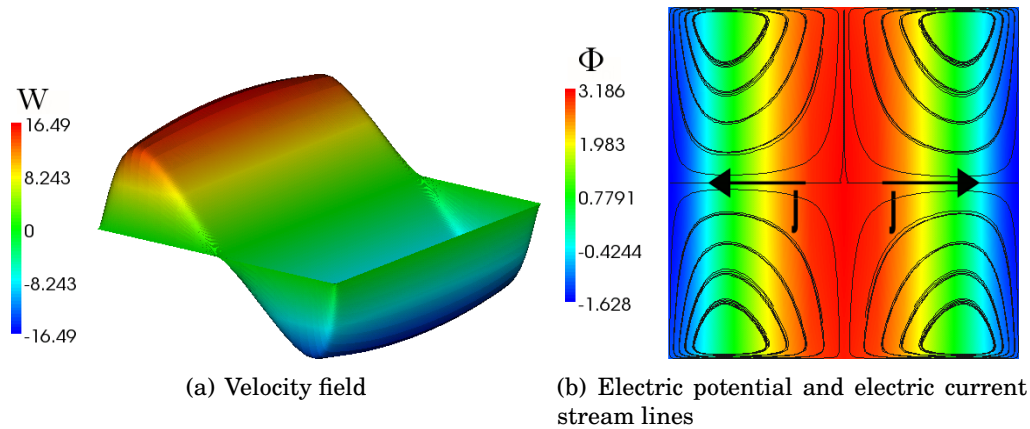 W
16.49
8.243
0
-8.243
-16.49
(a) Velocity field
Φ
3.186
1.983
0.7791
-0.4244
-1.628
j j
(b) Electric potential and electric current
stream lines